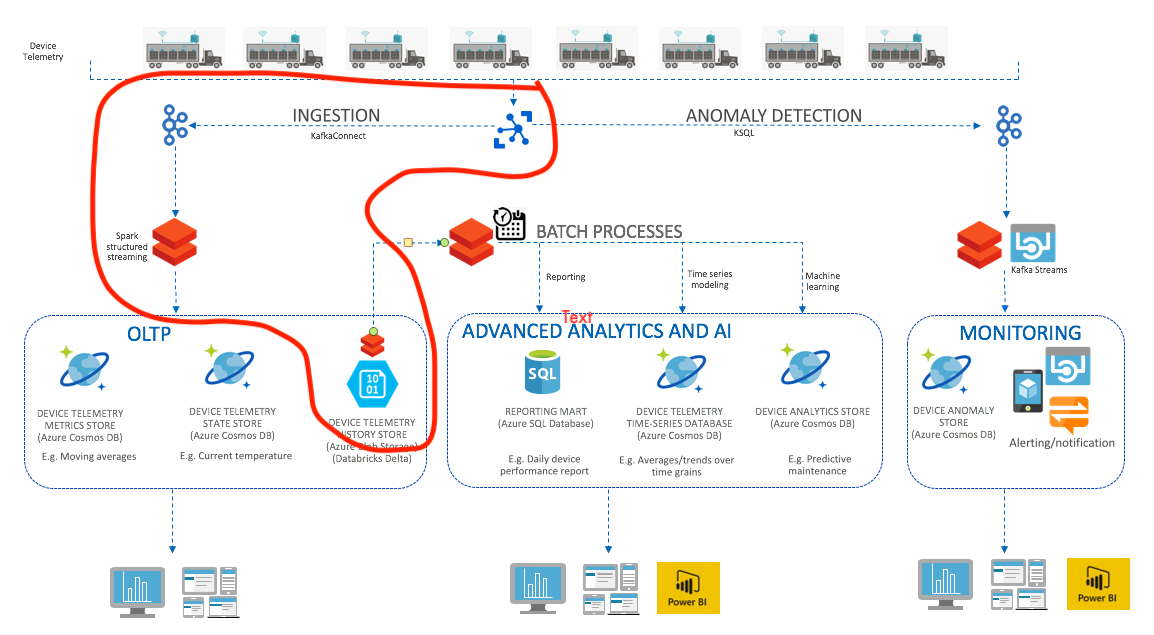 Device
Telemetry
INGESTION
KafkaConnect
ANOMALY DETECTION
KSQL
Spark
structured
streaming
BATCH PROCESSES
Reporting
Time series
modeling
Machine
learning
Kafka Streams
OLTP
DEVICE TELEMETRY
METRICS STORE
(Azure Cosmos DB)
E.g. Moving averages
DEVICE TELEMETRY
STATE STORE
(Azure Cosmos DB)
E.g. Current temperature
10
01
DEVICE TELEMETRY
HISTORY STORE
(Azure Blob Storage)
(Databricks Delta)
Text
ADVANCED ANALYTICS AND AI
SQL
REPORTING MART
(Azure SQL Database)
E.g. Daily device
performance report
DEVICE TELEMETRY
TIME-SERIES DATABASE
(Azure Cosmos DB)
E.g. Averages/trends over
time grains
DEVICE ANALYTICS STORE
(Azure Cosmos DB)
E.g. Predictive
maintenance
MONITORING
DEVICE ANOMALY
STORE
(Azure Cosmos DB)
Alerting/notification
Power BI
Power BI